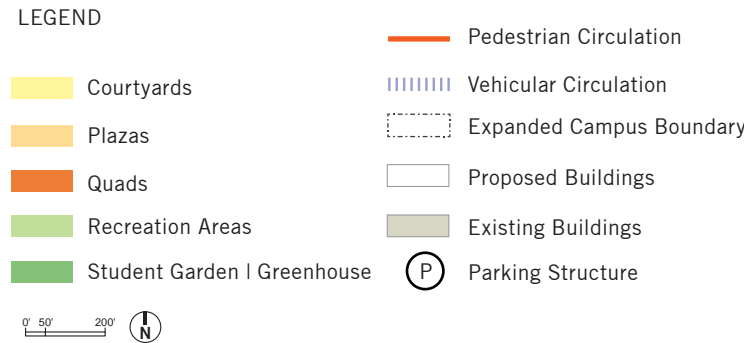 LEGEND
Courtyards
Plazas
Quads
Recreation Areas
Student Garden | Greenhouse
Pedestrian Circulation
Vehicular Circulation
Expanded Campus Boundary
Proposed Buildings
Existing Buildings
P Parking Structure
0' 50' 200'
N